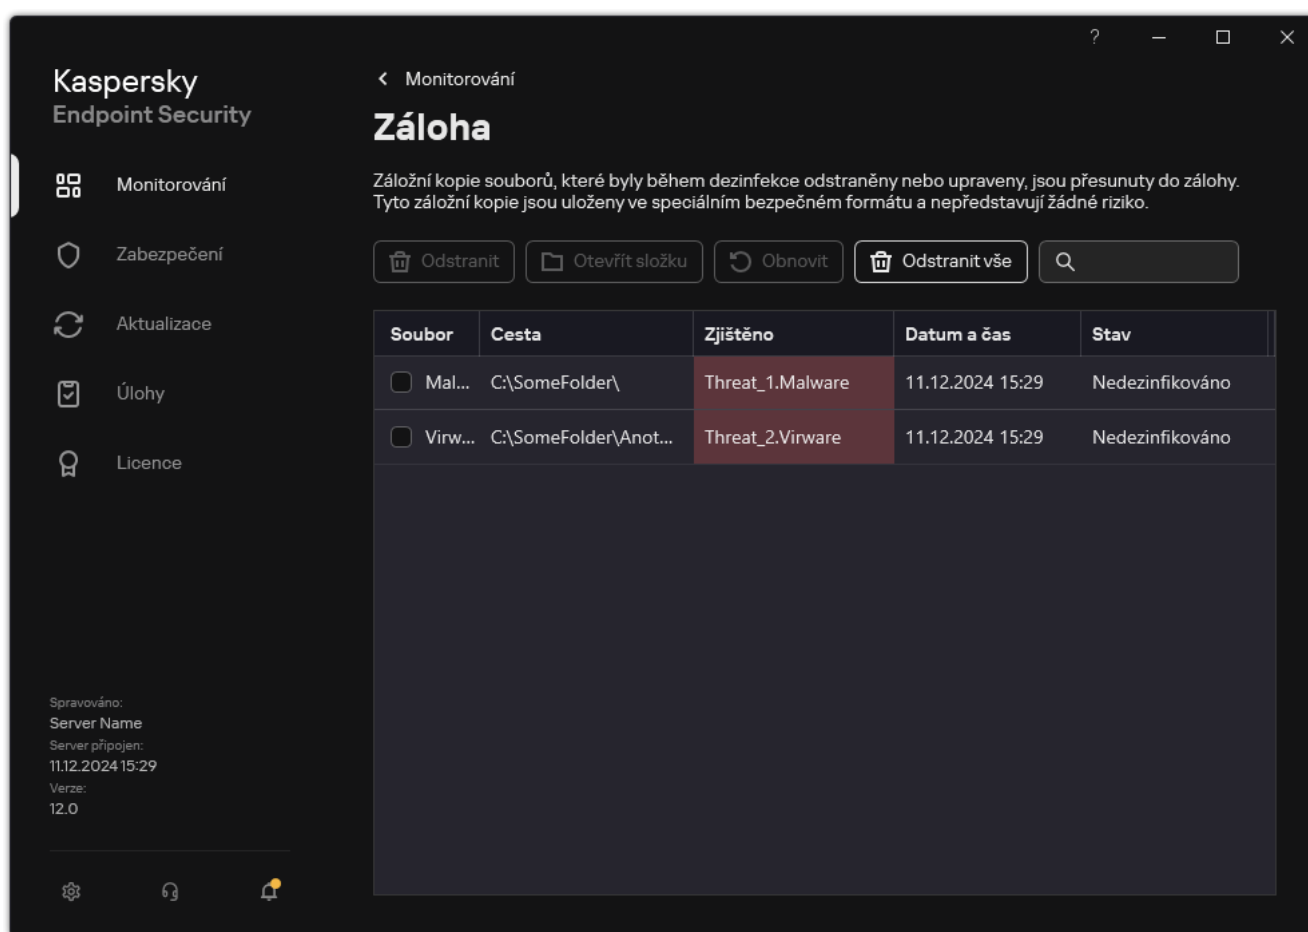 ?
Kaspersky
Endpoint Security
Monitorování
Zabezpečení
Aktualizace
Úlohy
Licence
Spravováno:
Server Name
Server připojen:
11.12.2024 15:29
Verze:
12.0
Monitorování
Záloha
Záložní kopie souborů, které byly během dezinfekce odstraněny nebo upraveny, jsou přesunuty do zálohy.
Tyto záložní kopie jsou uloženy ve speciálním bezpečném formátu a nepředstavují žádné riziko.
Odstranit Otevřít složku Obnovit Odstranit vše
Soubor Cesta Zjištěno Datum a čas Stav
Mal... C:\SomeFolder\ Threat_1.Malware 11.12.2024 15:29 Nedezinfikováno
Virw... C:\SomeFolder\Anot... Threat_2.Virware 11.12.2024 15:29 Nedezinfikováno